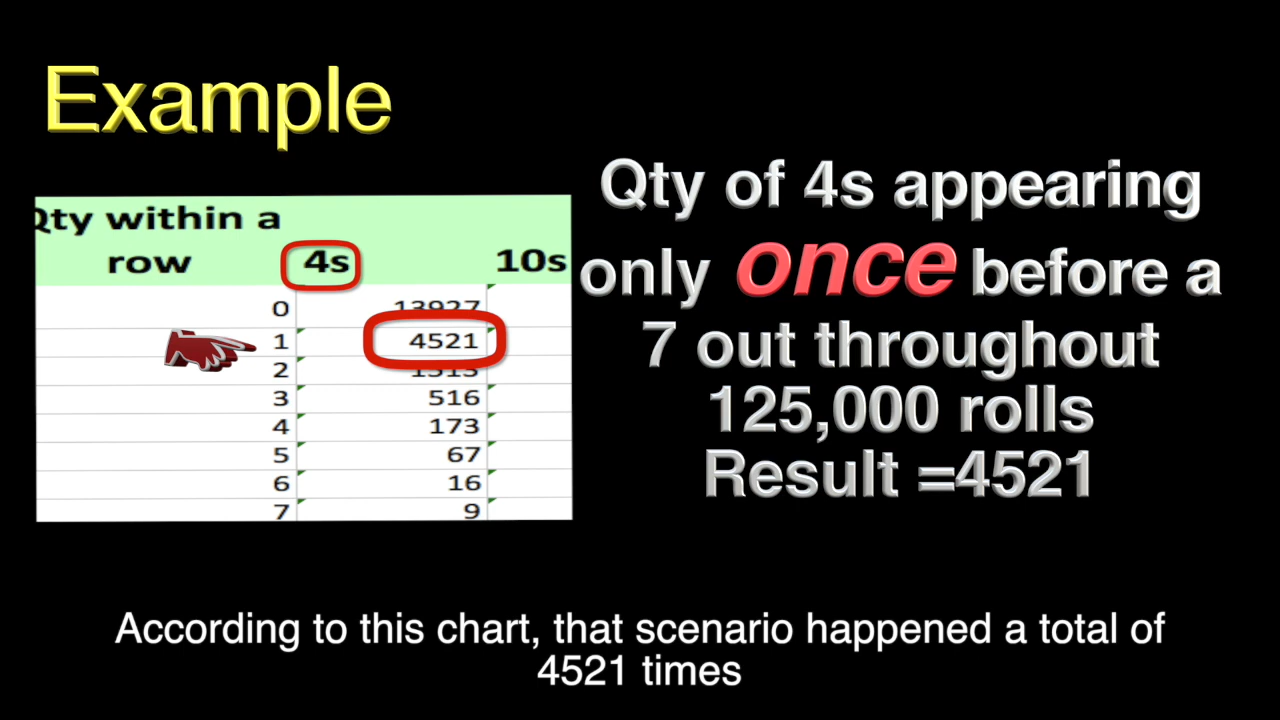 Example
Qty within a
row 4s 10s
0 13927
1 4521
2 1513
3 516
4 173
5 67
6 16
7 9
Qty of 4s appearing
only once before a
7 out throughout
125,000 rolls
Result =4521
According to this chart, that scenario happened a total of
4521 times